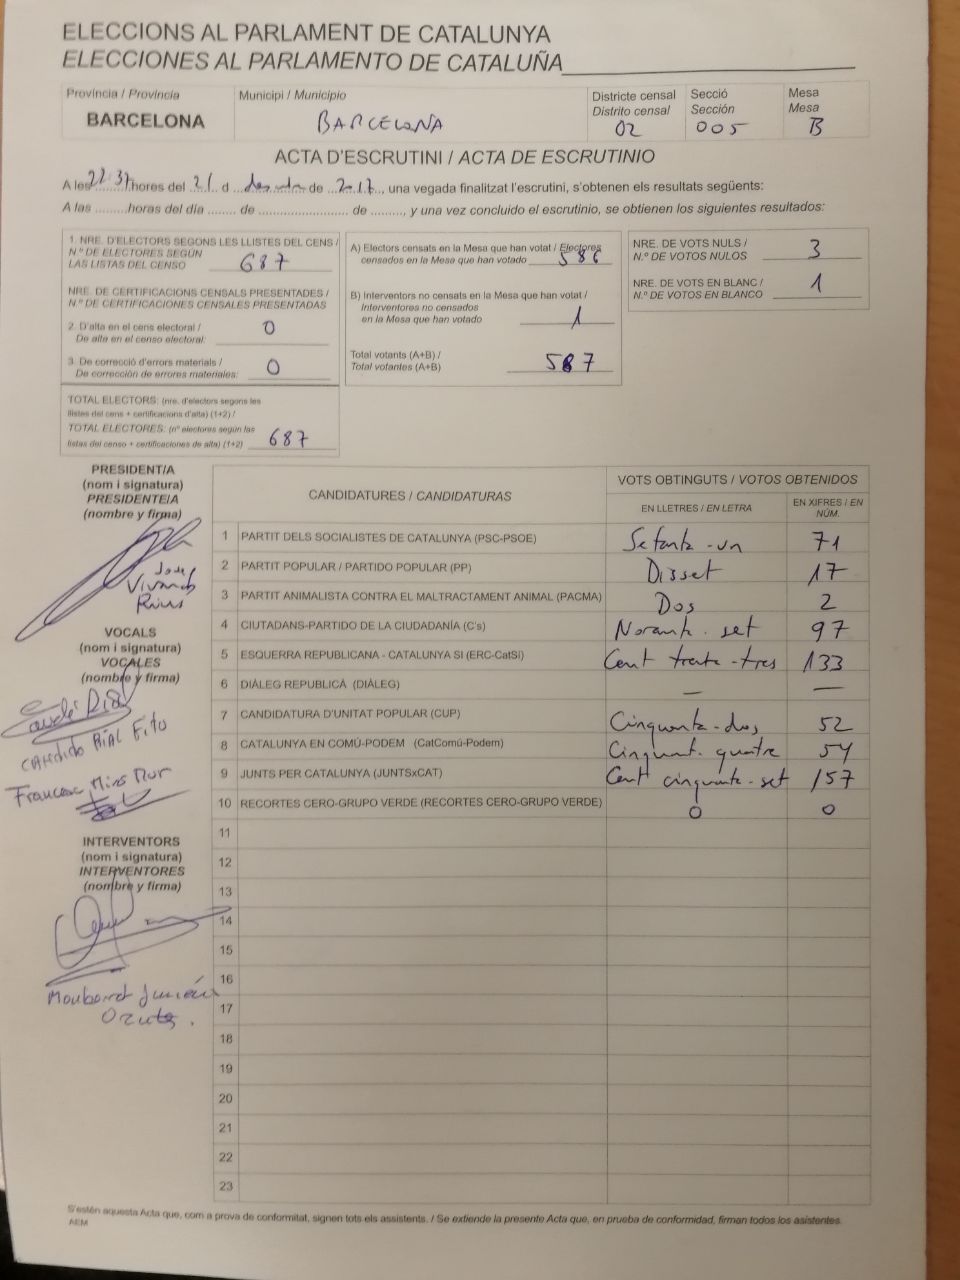 ELECCIONS AL PARLAMENT DE CATALUNYA
ELECCIONES AL PARLAMENTO DE CATALUÑA
Província / Provincia
BARCELONA
Municipi / Municipio
BARCELONA
Districte censal
Distrito censal
02
Secció
Sección
005
Mesa
Mesa
B
ACTA D'ESCRUTINI / ACTA DE ESCRUTINIO
A les 22:37 hores del 21 d de 2017, una vegada finalitzat l'escrutini, s'obtenen els resultats següents:
A las ......... horas del día ....... de ........................ de ........., y una vez concluido el escrutinio, se obtienen los siguientes resultados:
1. NRE. D'ELECTORS SEGONS LES LLISTES DEL CENS /
N.º DE ELECTORES SEGÚN
LAS LISTAS DEL CENSO 687
NRE. DE CERTIFICACIONS CENSALS PRESENTADES /
N.º DE CERTIFICACIONES CENSALES PRESENTADAS
2. D'alta en el cens electoral /
De alta en el censo electoral: 0
3. De correcció d'errors materials /
De corrección de errores materiales: 0
TOTAL ELECTORS: (nre. d'electors segons les
llistes del cens + certificacions d'alta) (1+2) /
TOTAL ELECTORES: (nº electores según las
listas del censo + certificaciones de alta) (1+2) 687
A) Electors censats en la Mesa que han votat / Electores
censados en la Mesa que han votado 586
B) Interventors no censats en la Mesa que han votat /
Interventores no censados
en la Mesa que han votado 1
Total votants (A+B) /
Total votantes (A+B) 587
NRE. DE VOTS NULS /
N.º DE VOTOS NULOS 3
NRE. DE VOTS EN BLANC /
N.º DE VOTOS EN BLANCO 1
PRESIDENT/A
(nom i signatura)
PRESIDENTE/A
(nombre y firma)
Josep
Vivancos
Rius
VOCALS
(nom i signatura)
VOCALES
(nombre y firma)
CANDIDO RIAL Fito
Francesc Miro Mur
INTERVENTORS
(nom i signatura)
INTERVENTORES
(nombre y firma)
CANDIDATURES / CANDIDATURAS
VOTS OBTINGUTS / VOTOS OBTENIDOS
EN LLETRES / EN LETRA
EN XIFRES / EN NÚM.
1 PARTIT DELS SOCIALISTES DE CATALUNYA (PSC-PSOE) Setanta-un 71
2 PARTIT POPULAR / PARTIDO POPULAR (PP) Disset 17
3 PARTIT ANIMALISTA CONTRA EL MALTRACTAMENT ANIMAL (PACMA) Dos 2
4 CIUTADANS-PARTIDO DE LA CIUDADANÍA (C's) Noranta-set 97
5 ESQUERRA REPUBLICANA - CATALUNYA SI (ERC-CatSí) Cent trenta-tres 133
6 DIÀLEG REPUBLICÀ (DIÀLEG) — —
7 CANDIDATURA D'UNITAT POPULAR (CUP) Cinquanta-dos 52
8 CATALUNYA EN COMÚ-PODEM (CatComú-Podem) Cinquanta quatre 54
9 JUNTS PER CATALUNYA (JUNTSxCAT) Cent cinquanta-set 157
10 RECORTES CERO-GRUPO VERDE (RECORTES CERO-GRUPO VERDE) 0 0
11
12
13
14
15
16
17
18
19
20
21
22
23
S'estén aquesta Acta que, com a prova de conformitat, signen tots els assistents. / Se extiende la presente Acta que, en prueba de conformidad, firman todos los asistentes.
AEM